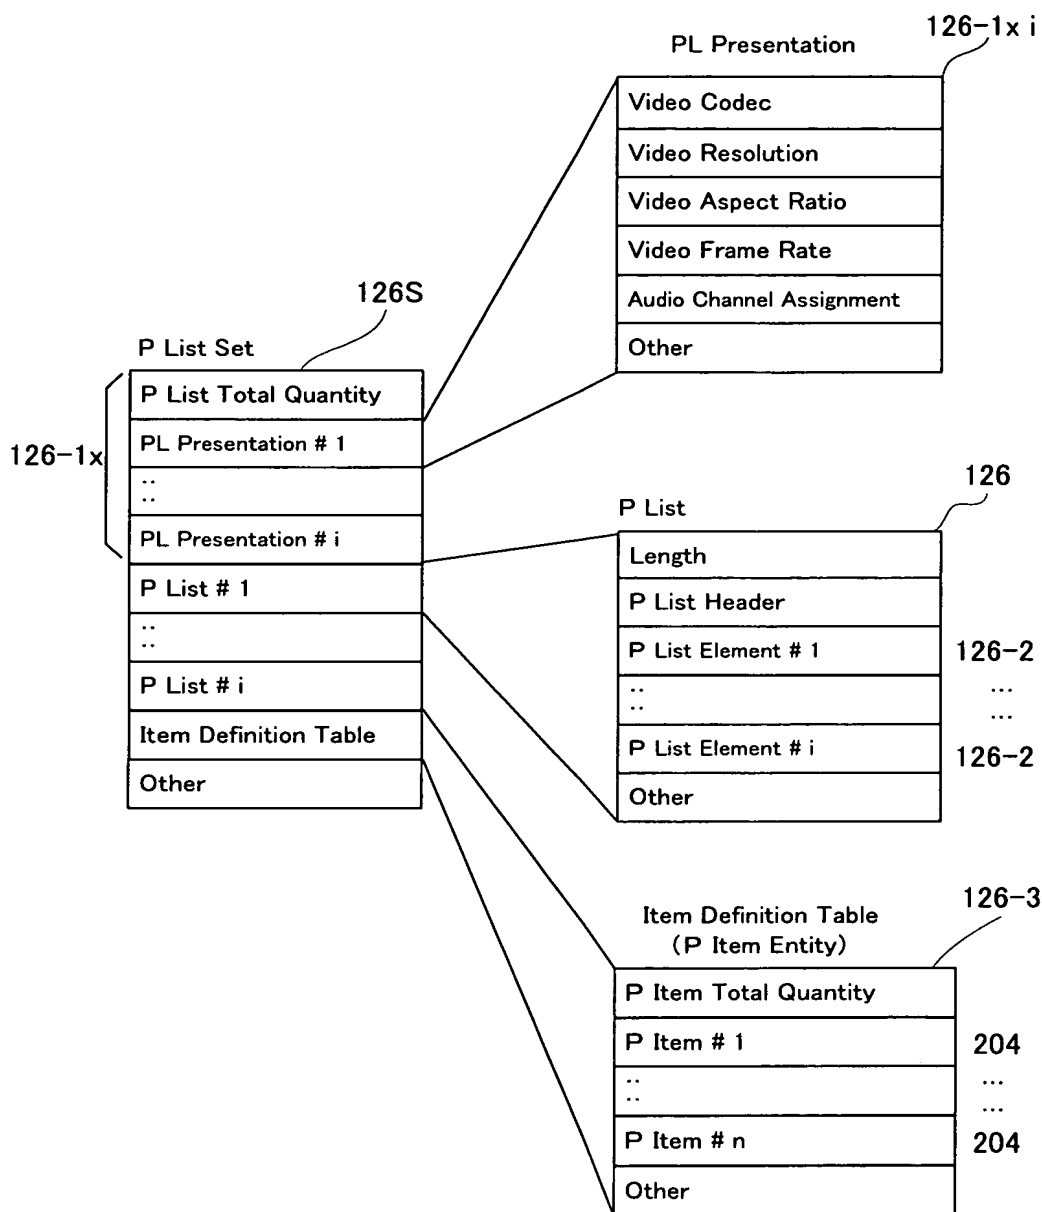 126-1x i
PL Presentation
Video Codec
Video Resolution
Video Aspect Ratio
Video Frame Rate
Audio Channel Assignment
Other
126S
P List Set
P List Total Quantity
PL Presentation # 1
:
:
PL Presentation # i
P List # 1
:
:
P List # i
Item Definition Table
Other
126-1x
126
P List
Length
P List Header
P List Element # 1 126-2
: ...
: ...
P List Element # i 126-2
Other
126-3
Item Definition Table
(P Item Entity)
P Item Total Quantity
P Item # 1 204
: ...
: ...
P Item # n 204
Other